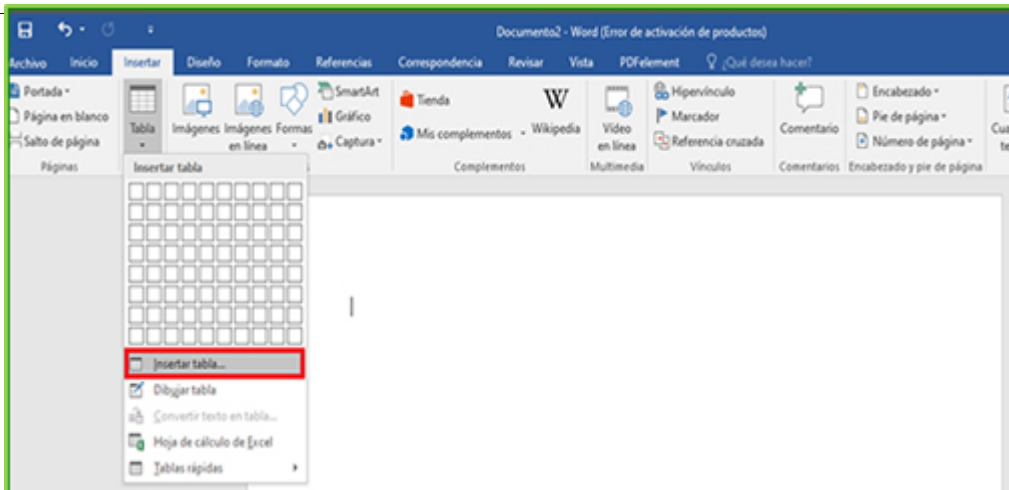 Documento2 - Word (Error de activación de productos)
Archivo Inicio Insertar Diseño Formato Referencias Correspondencia Revisar Vista PDFelement ¿Qué desea hacer?
Portada
Página en blanco
Salto de página
Páginas
Tabla
Imágenes
Imágenes en línea
Formas
SmartArt
Gráfico
Captura
Tienda
Mis complementos
W
Wikipedia
Complementos
Vídeo
en línea
Multimedia
Hipervínculo
Marcador
Referencia cruzada
Vínculos
Comentario
Comentarios
Encabezado
Pie de página
Número de página
Encabezado y pie de página
Insertar tabla
Insertar tabla...
Dibujar tabla
Convertir texto en tabla...
Hoja de cálculo de Excel
Tablas rápidas